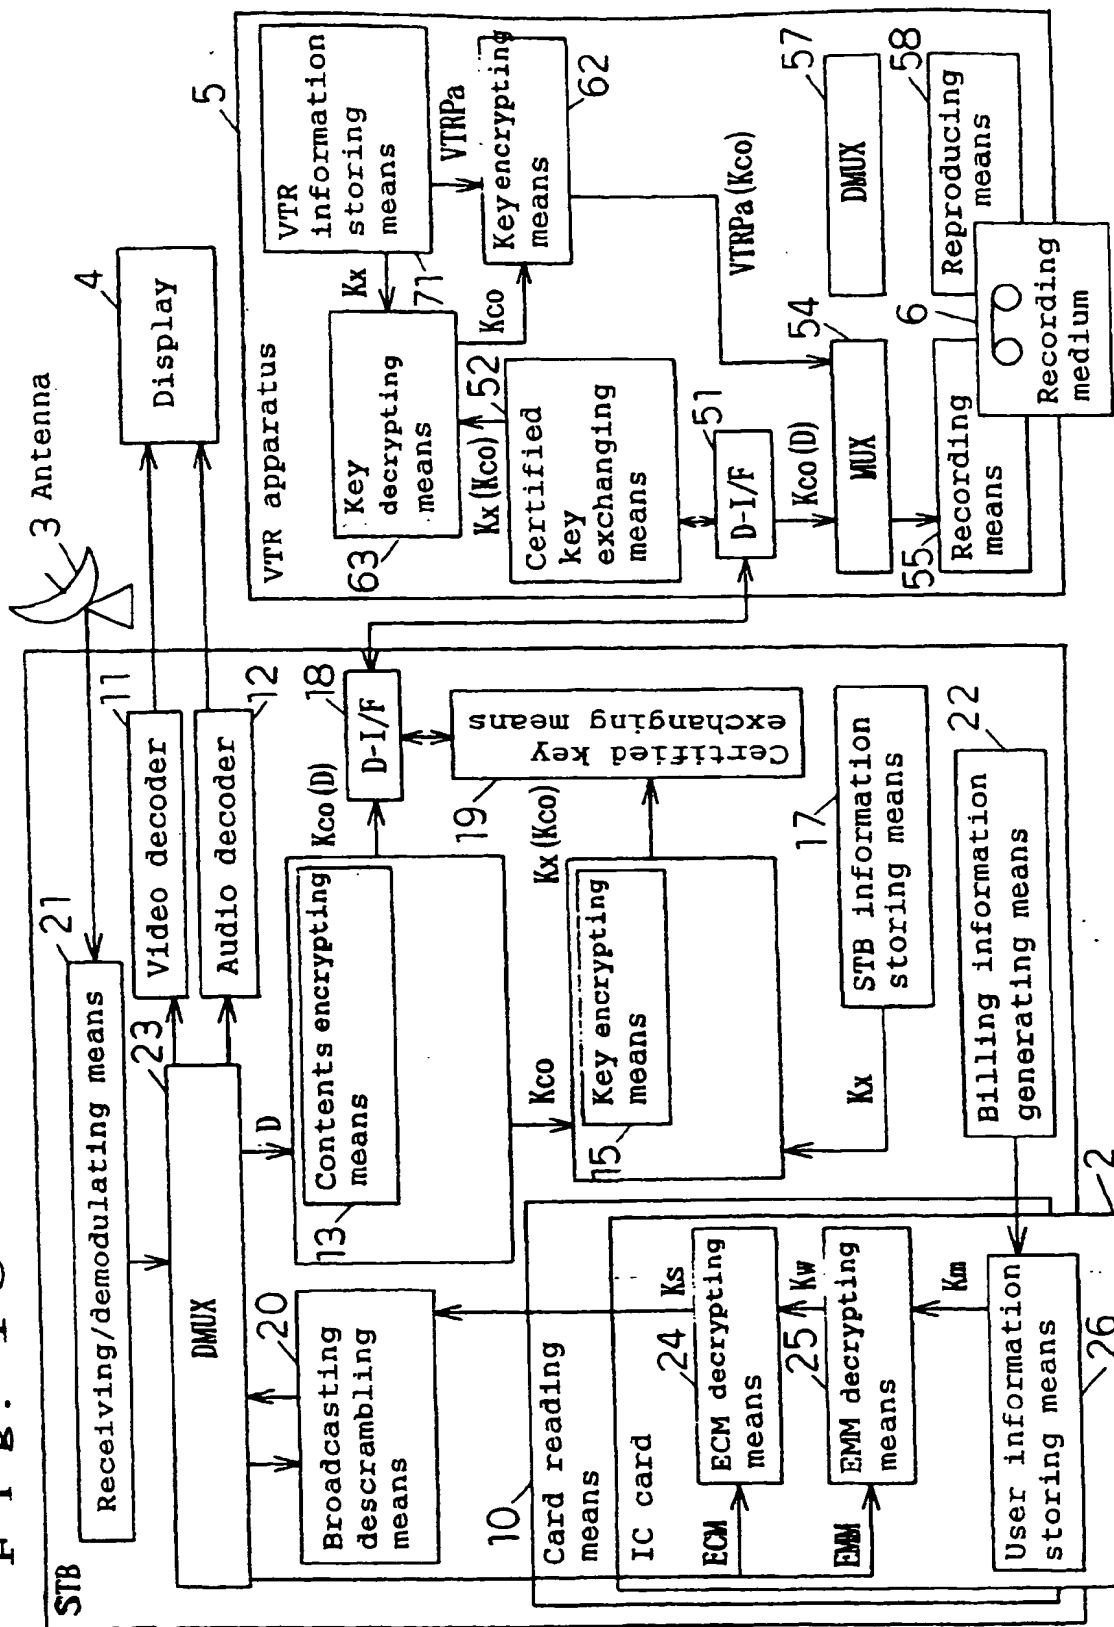 STB
3 Antenna
21
Receiving/demodulating means
23
DMUX
11
Video decoder
12
Audio decoder
4
Display
D
Contents encrypting
means
13
Kco(D)
18
D-I/F
19
Certified key
exchanging means
Kco
Kx(Kco)
Key encrypting
means
15
Kx
17
STB information
storing means
22
Billing information
generating means
20
Broadcasting
descrambling
means
10
Card reading
means
2
IC card
Ks
24
ECM decrypting
means
ECM
Kw
25
EMM decrypting
means
EMM
Km
User information
storing means
26
5
VTR apparatus
VTR
information
storing
means
71
Kx
VTRPa
Key
decrypting
means
63
Kco
Key encrypting
means
62
Kx(Kco)
52
Certified
key
exchanging
means
51
D-I/F
Kco(D)
VTRPa(Kco)
54
MUX
57
DMUX
55
Recording
means
58
Reproducing
means
6
Recording
medium